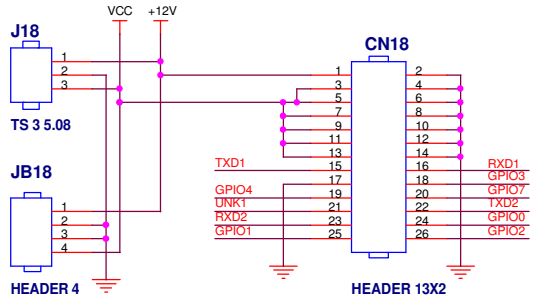 VCC +12V
J18
1
2
3
TS 3 5.08
JB18
1
2
3
4
HEADER 4
CN18
1 2
3 4
5 6
7 8
9 10
11 12
13 14
TXD1 15 16 RXD1
17 18 GPIO3
GPIO4 19 20 GPIO7
UNK1 21 22 TXD2
RXD2 23 24 GPIO0
GPIO1 25 26 GPIO2
HEADER 13X2